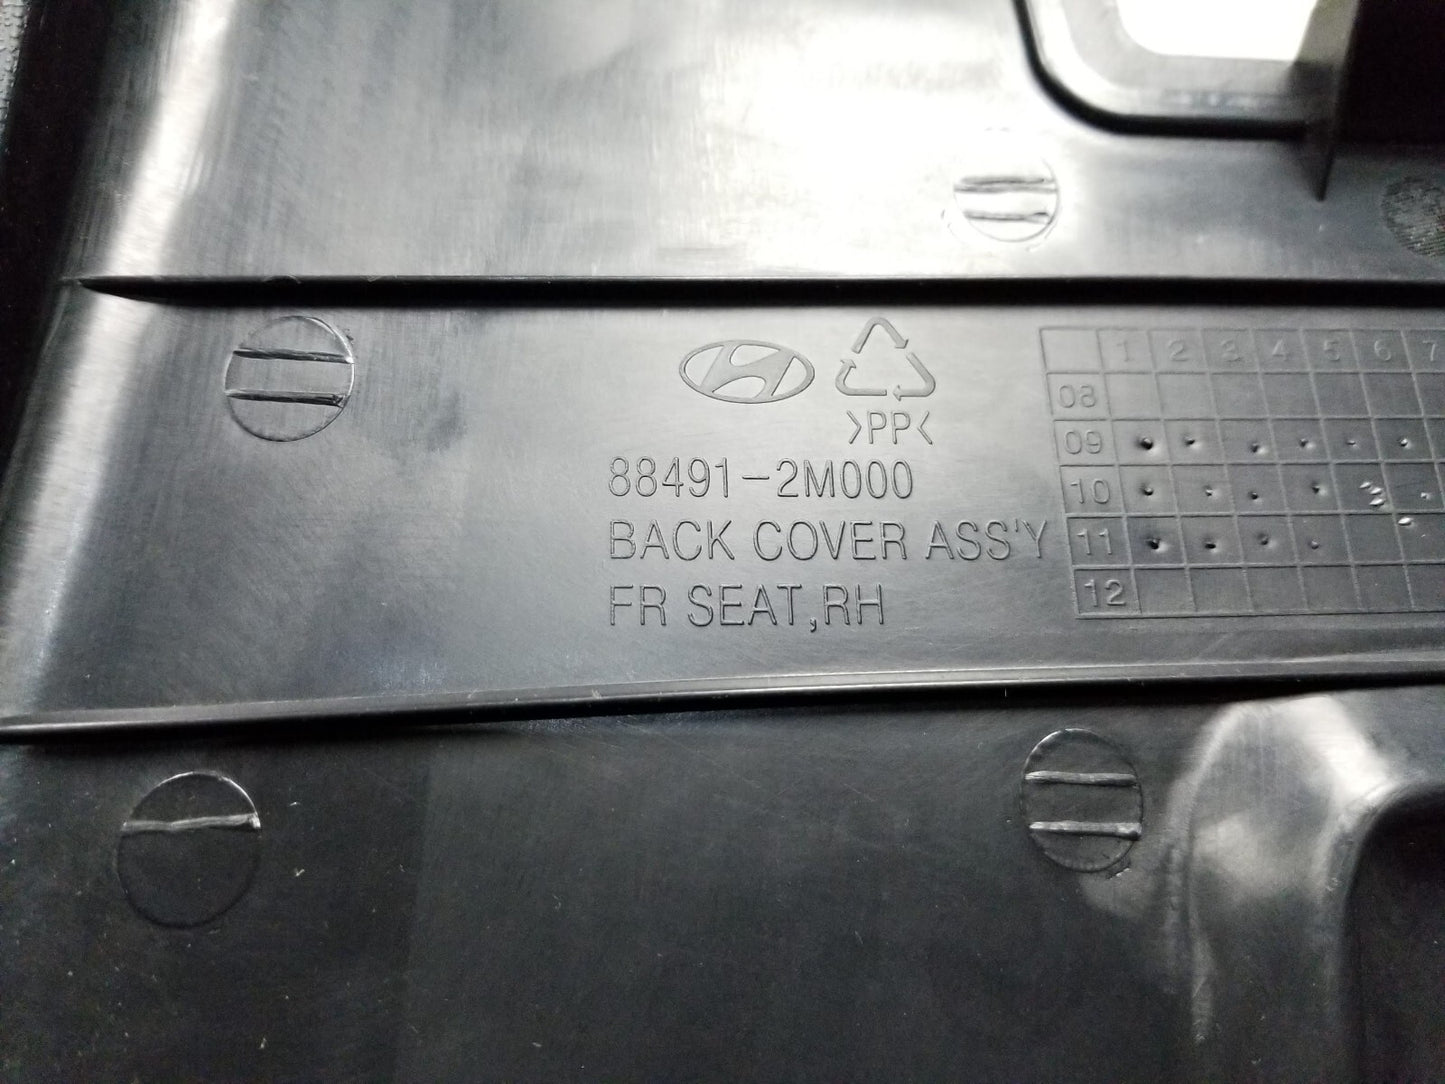 >PP<
88491-2M000
BACK COVER ASS'Y
FR SEAT,RH
1 2 3 4 5 6 7
08
09
10
11
12